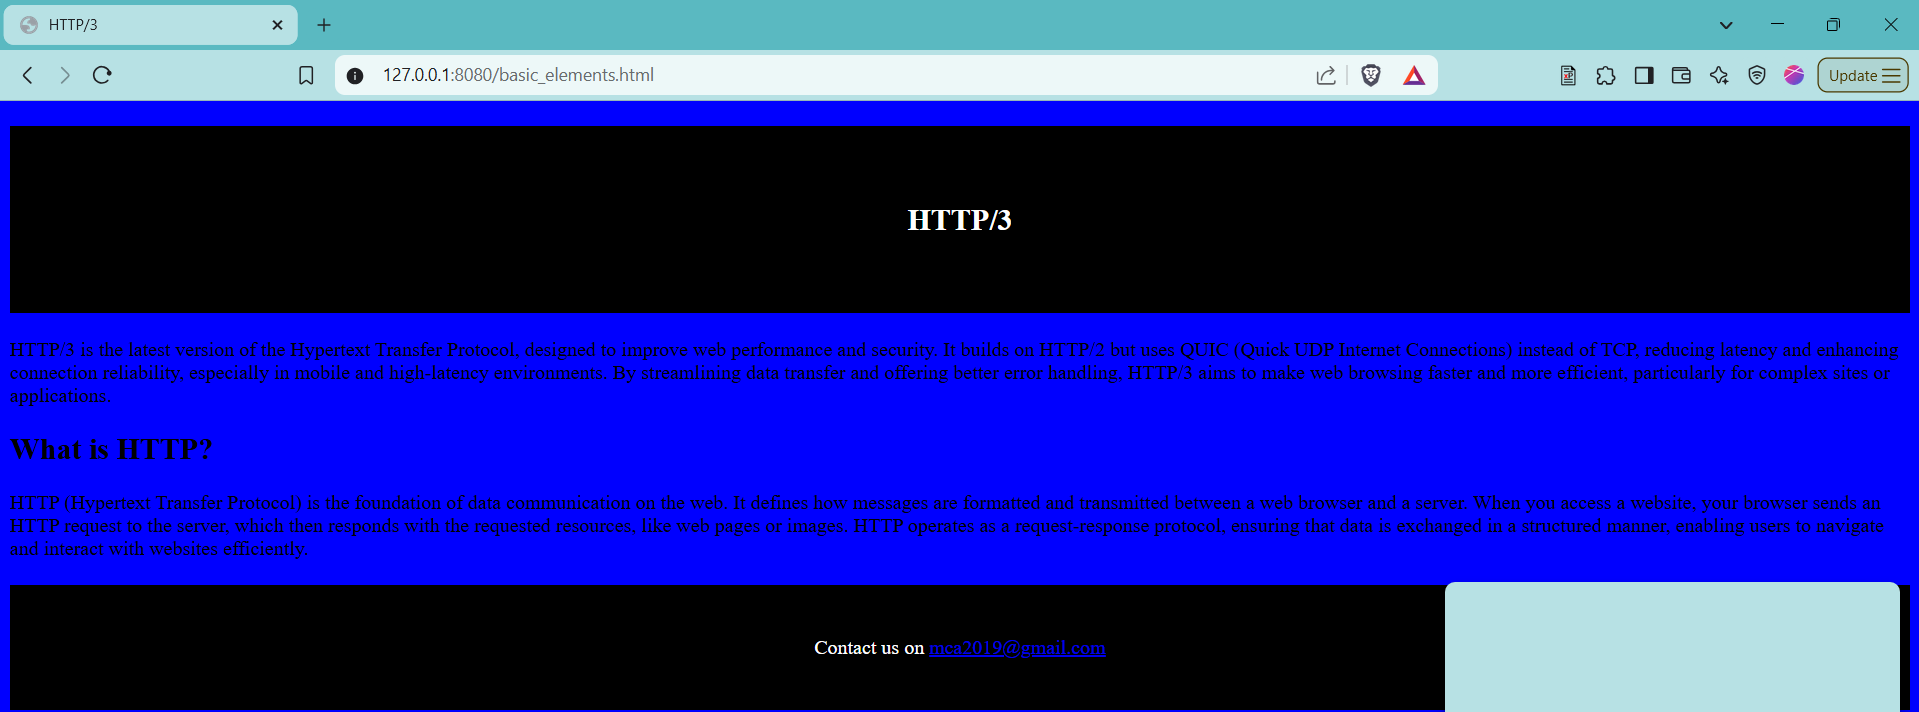 HTTP/3
127.0.0.1:8080/basic_elements.html
Update
HTTP/3
HTTP/3 is the latest version of the Hypertext Transfer Protocol, designed to improve web performance and security. It builds on HTTP/2 but uses QUIC (Quick UDP Internet Connections) instead of TCP, reducing latency and enhancing
connection reliability, especially in mobile and high-latency environments. By streamlining data transfer and offering better error handling, HTTP/3 aims to make web browsing faster and more efficient, particularly for complex sites or
applications.
What is HTTP?
HTTP (Hypertext Transfer Protocol) is the foundation of data communication on the web. It defines how messages are formatted and transmitted between a web browser and a server. When you access a website, your browser sends an
HTTP request to the server, which then responds with the requested resources, like web pages or images. HTTP operates as a request-response protocol, ensuring that data is exchanged in a structured manner, enabling users to navigate
and interact with websites efficiently.
Contact us on mca2019@gmail.com